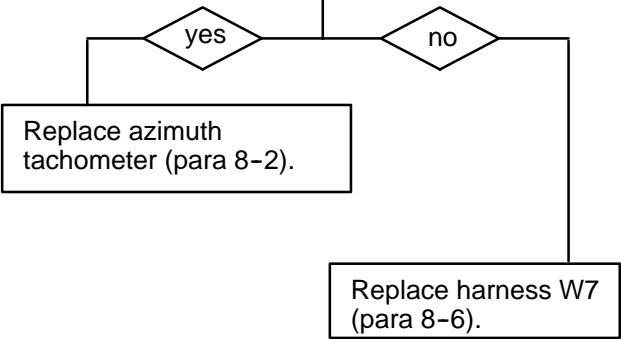 yes
no
Replace azimuth
tachometer (para 8-2).
Replace harness W7
(para 8-6).